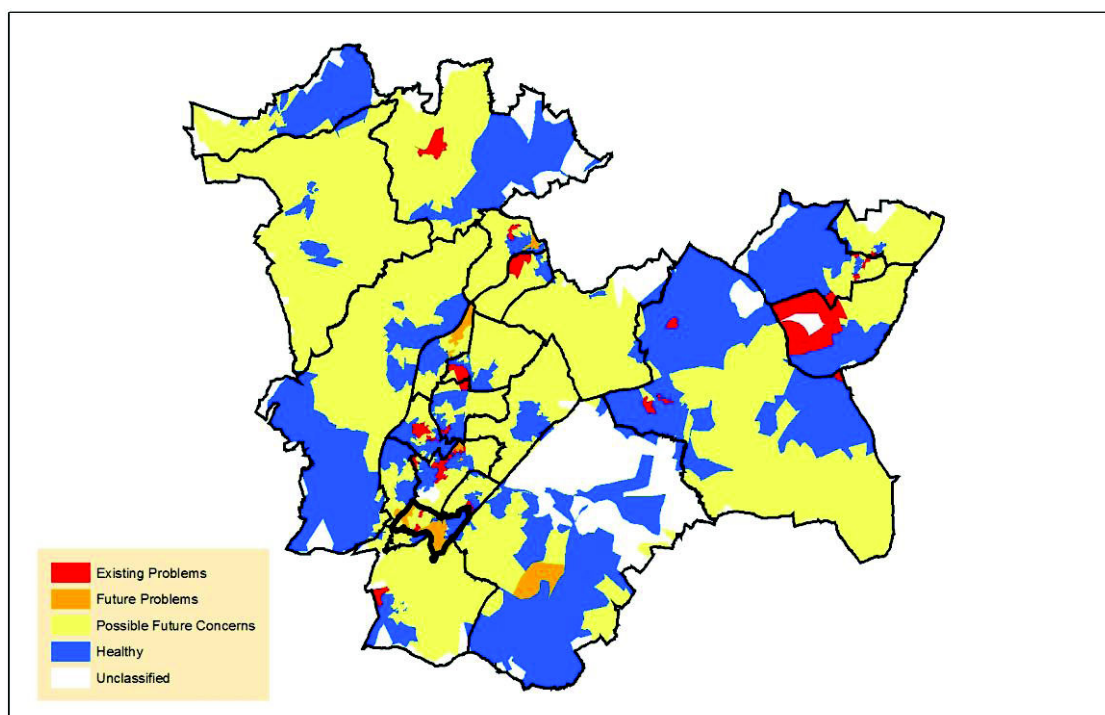 Existing Problems
Future Problems
Possible Future Concerns
Healthy
Unclassified